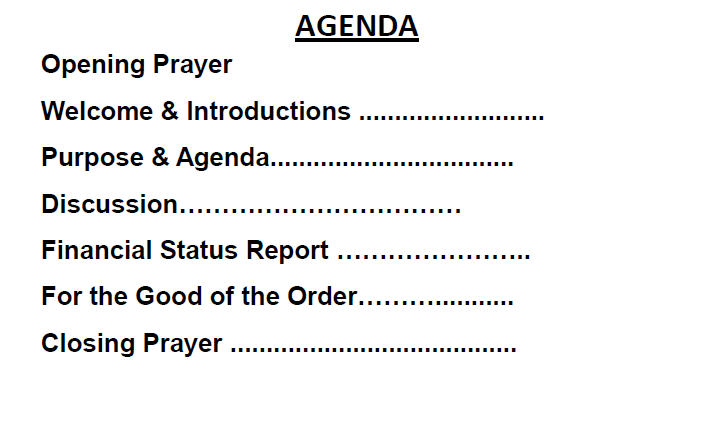 AGENDA
Opening Prayer
Welcome & Introductions ..........................
Purpose & Agenda..................................
Discussion……………………………
Financial Status Report …………………..
For the Good of the Order………...........
Closing Prayer ........................................